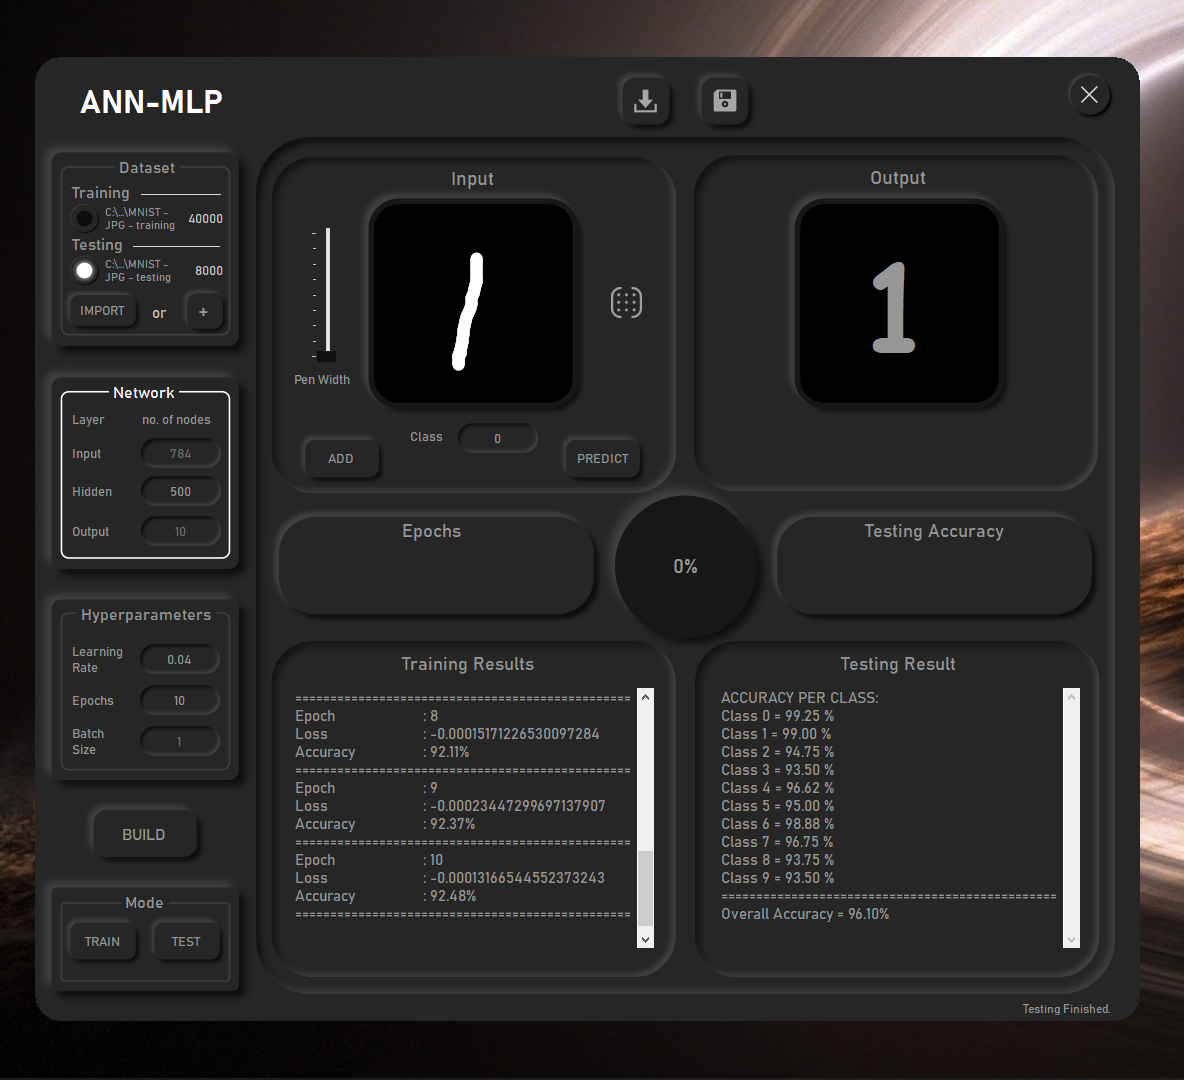 ANN-MLP
Dataset
Training
C:\...\MNIST -
JPG - training
40000
Testing
C:\...\MNIST -
JPG - testing
8000
IMPORT
or
+
Network
Layer no. of nodes
Input 784
Hidden 500
Output 10
Hyperparameters
Learning
Rate
0.04
Epochs 10
Batch
Size
1
BUILD
Mode
TRAIN TEST
Input
Pen Width
Class 0
ADD
PREDICT
Output
1
Epochs
0%
Testing Accuracy
Training Results
==========================================
Epoch : 8
Loss : -0.00015171226530097284
Accuracy : 92.11%
==========================================
Epoch : 9
Loss : -0.00023447299697137907
Accuracy : 92.37%
==========================================
Epoch : 10
Loss : -0.00013166544552373243
Accuracy : 92.48%
==========================================
Testing Result
ACCURACY PER CLASS:
Class 0 = 99.25 %
Class 1 = 99.00 %
Class 2 = 94.75 %
Class 3 = 93.50 %
Class 4 = 96.62 %
Class 5 = 95.00 %
Class 6 = 98.88 %
Class 7 = 96.75 %
Class 8 = 93.75 %
Class 9 = 93.50 %
==========================================
Overall Accuracy = 96.10%
Testing Finished.